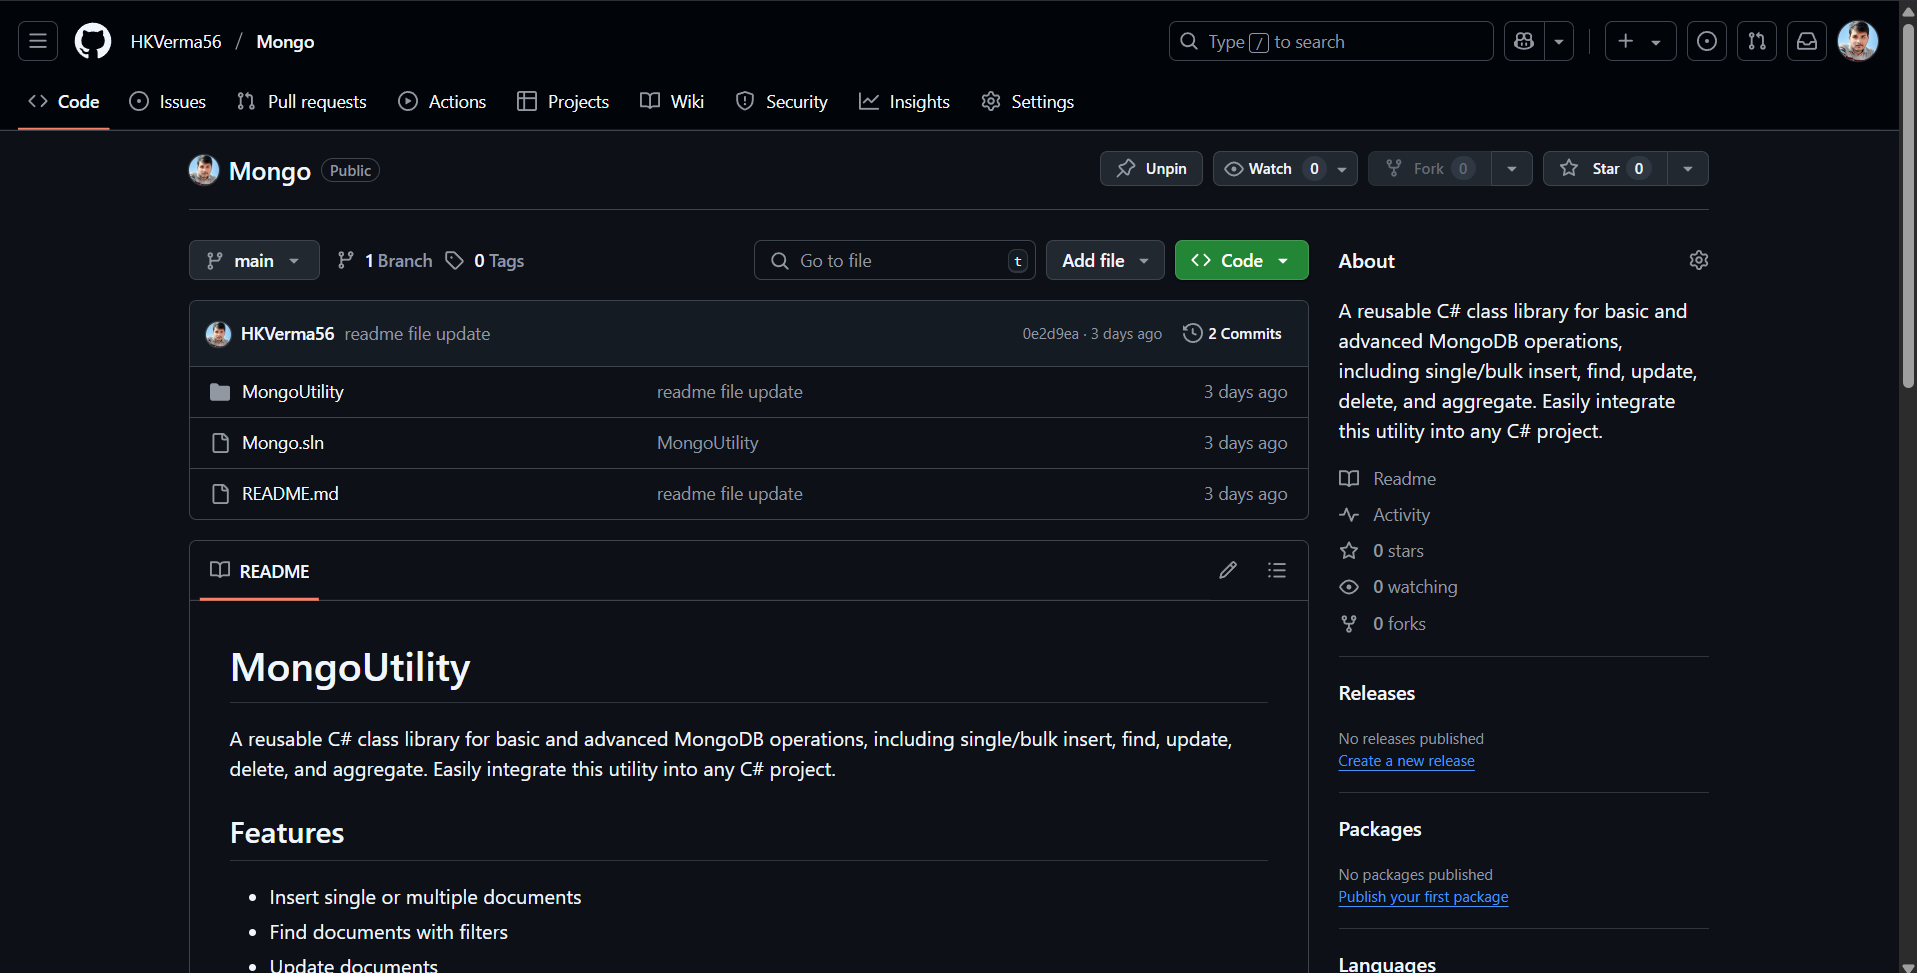 HKVerma56 / Mongo
Type / to search
Code Issues Pull requests Actions Projects Wiki Security Insights Settings
Mongo Public
Unpin Watch 0 Fork 0 Star 0
main 1 Branch 0 Tags
Go to file t Add file Code
HKVerma56 readme file update 0e2d9ea · 3 days ago 2 Commits
MongoUtility readme file update 3 days ago
Mongo.sln MongoUtility 3 days ago
README.md readme file update 3 days ago
README
MongoUtility
A reusable C# class library for basic and advanced MongoDB operations, including single/bulk insert, find, update,
delete, and aggregate. Easily integrate this utility into any C# project.
Features
• Insert single or multiple documents
• Find documents with filters
• Update documents
About
A reusable C# class library for basic and
advanced MongoDB operations,
including single/bulk insert, find, update,
delete, and aggregate. Easily integrate
this utility into any C# project.
Readme
Activity
0 stars
0 watching
0 forks
Releases
No releases published
Create a new release
Packages
No packages published
Publish your first package
Languages